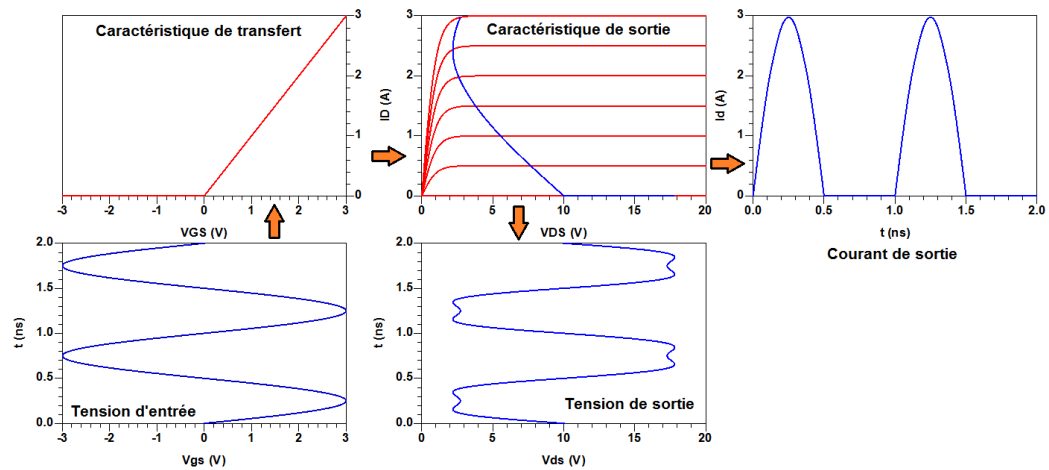 Caractéristique de transfert
3
2
1
0
-3 -2 -1 0 1 2 3
VGS (V)
Caractéristique de sortie
ID (A)
3
2
1
0
0 5 10 15 20
VDS (V)
Id (A)
3
2
1
0
0.0 0.5 1.0 1.5 2.0
t (ns)
Courant de sortie
t (ns)
2.0
1.5
1.0
0.5
0.0
Tension d'entrée
-3 -2 -1 0 1 2 3
Vgs (V)
t (ns)
2.0
1.5
1.0
0.5
0.0
Tension de sortie
0 5 10 15 20
Vds (V)